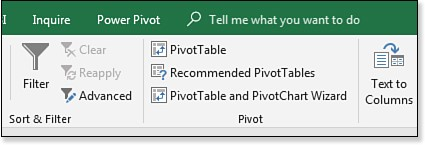 I Inquire Power Pivot Tell me what you want to do
Clear
Reapply
Advanced
Filter
Sort & Filter
PivotTable
Recommended PivotTables
PivotTable and PivotChart Wizard
Pivot
Text to
Columns